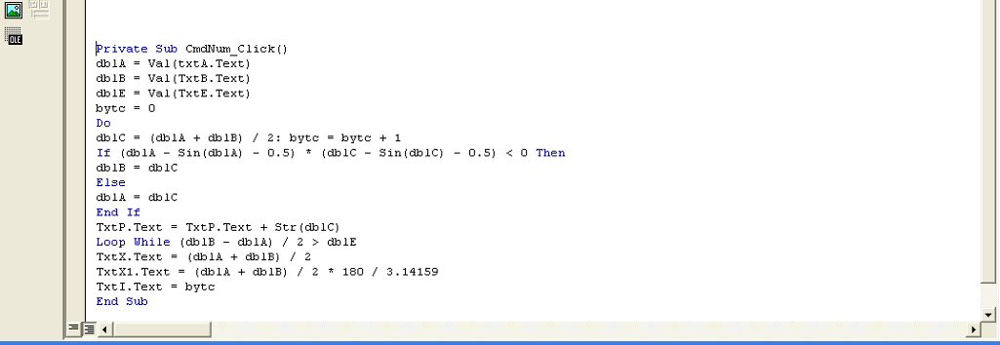 OLE
Private Sub CmdNum_Click()
dblA = Val(txtA.Text)
dblB = Val(TxtB.Text)
dblE = Val(TxtE.Text)
bytc = 0
Do
dblC = (dblA + dblB) / 2: bytc = bytc + 1
If (dblA - Sin(dblA) - 0.5) * (dblC - Sin(dblC) - 0.5) < 0 Then
dblB = dblC
Else
dblA = dblC
End If
TxtP.Text = TxtP.Text + Str(dblC)
Loop While (dblB - dblA) / 2 > dblE
TxtX.Text = (dblA + dblB) / 2
TxtX1.Text = (dblA + dblB) / 2 * 180 / 3.14159
TxtI.Text = bytc
End Sub